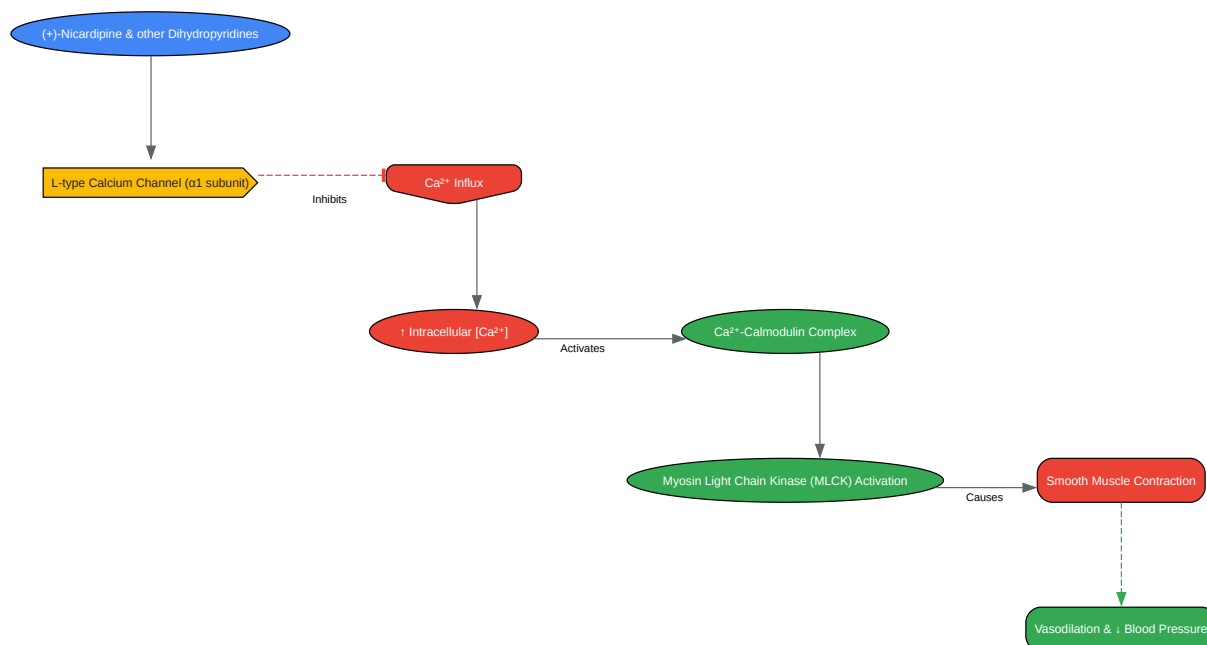 (+)-Nicardipine & other Dihydropyridines
L-type Calcium Channel (α1 subunit)
Inhibits
Ca²⁺ Influx
↑ Intracellular [Ca²⁺]
Activates
Ca²⁺-Calmodulin Complex
Myosin Light Chain Kinase (MLCK) Activation
Causes
Smooth Muscle Contraction
Vasodilation & ↓ Blood Pressure